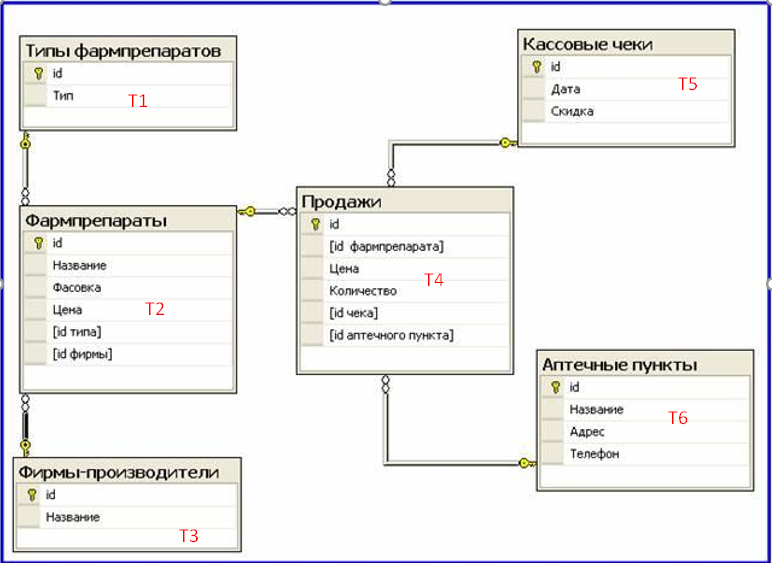 Типы фармпрепаратов
id
Тип
T1
Фармпрепараты
id
Название
Фасовка
Цена
T2
[id типа]
[id фирмы]
Фирмы-производители
id
Название
T3
Продажи
id
[id фармпрепарата]
Цена
T4
Количество
[id чека]
[id аптечного пункта]
Кассовые чеки
id
T5
Дата
Скидка
Аптечные пункты
id
Название
T6
Адрес
Телефон